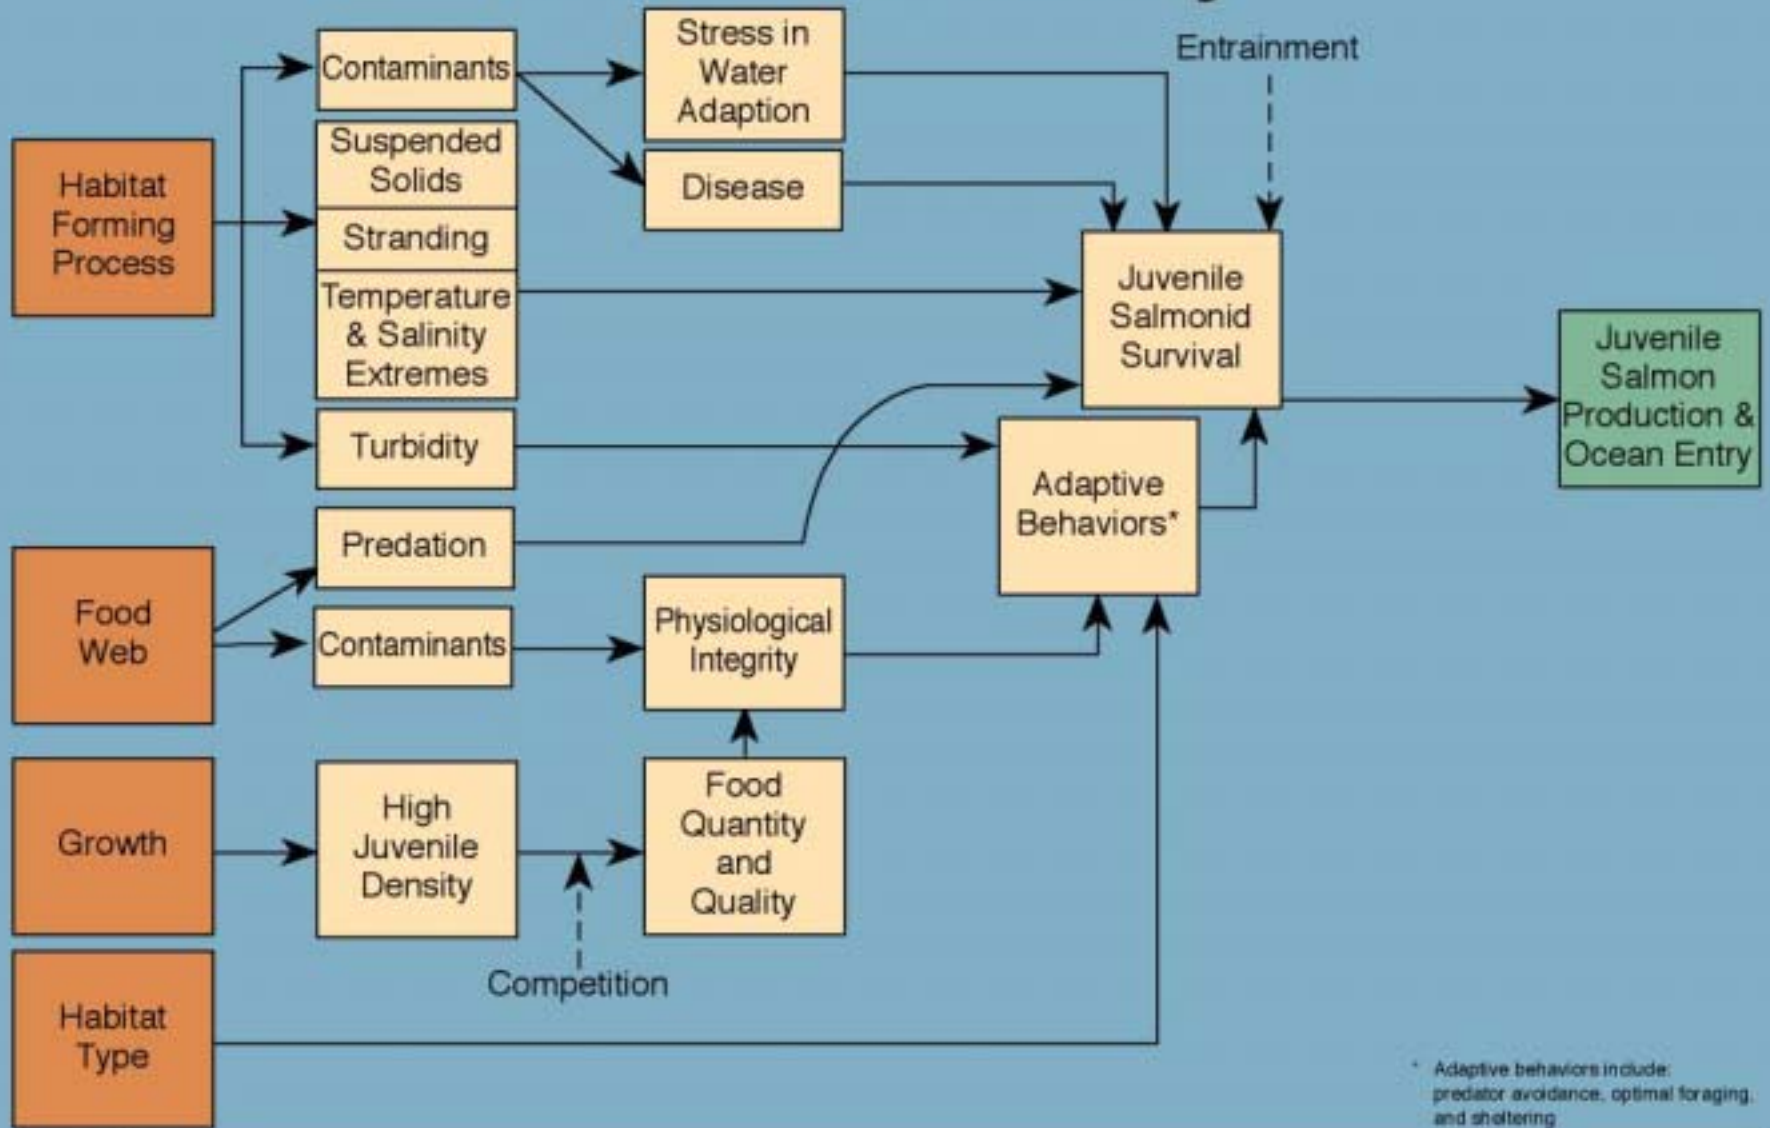 Entrainment
Contaminants
Stress in
Water
Adaption
Suspended
Solids
Disease
Habitat
Forming
Process
Stranding
Temperature
& Salinity
Extremes
Juvenile
Salmonid
Survival
Juvenile
Salmon
Production &
Ocean Entry
Turbidity
Adaptive
Behaviors*
Predation
Food
Web
Contaminants
Physiological
Integrity
Growth
High
Juvenile
Density
Food
Quantity
and
Quality
Competition
Habitat
Type
* Adaptive behaviors include:
predator avoidance, optimal foraging,
and sheltering